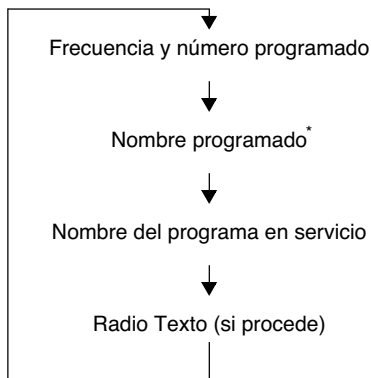 Frecuencia y número programado
Nombre programado*
Nombre del programa en servicio
Radio Texto (si procede)